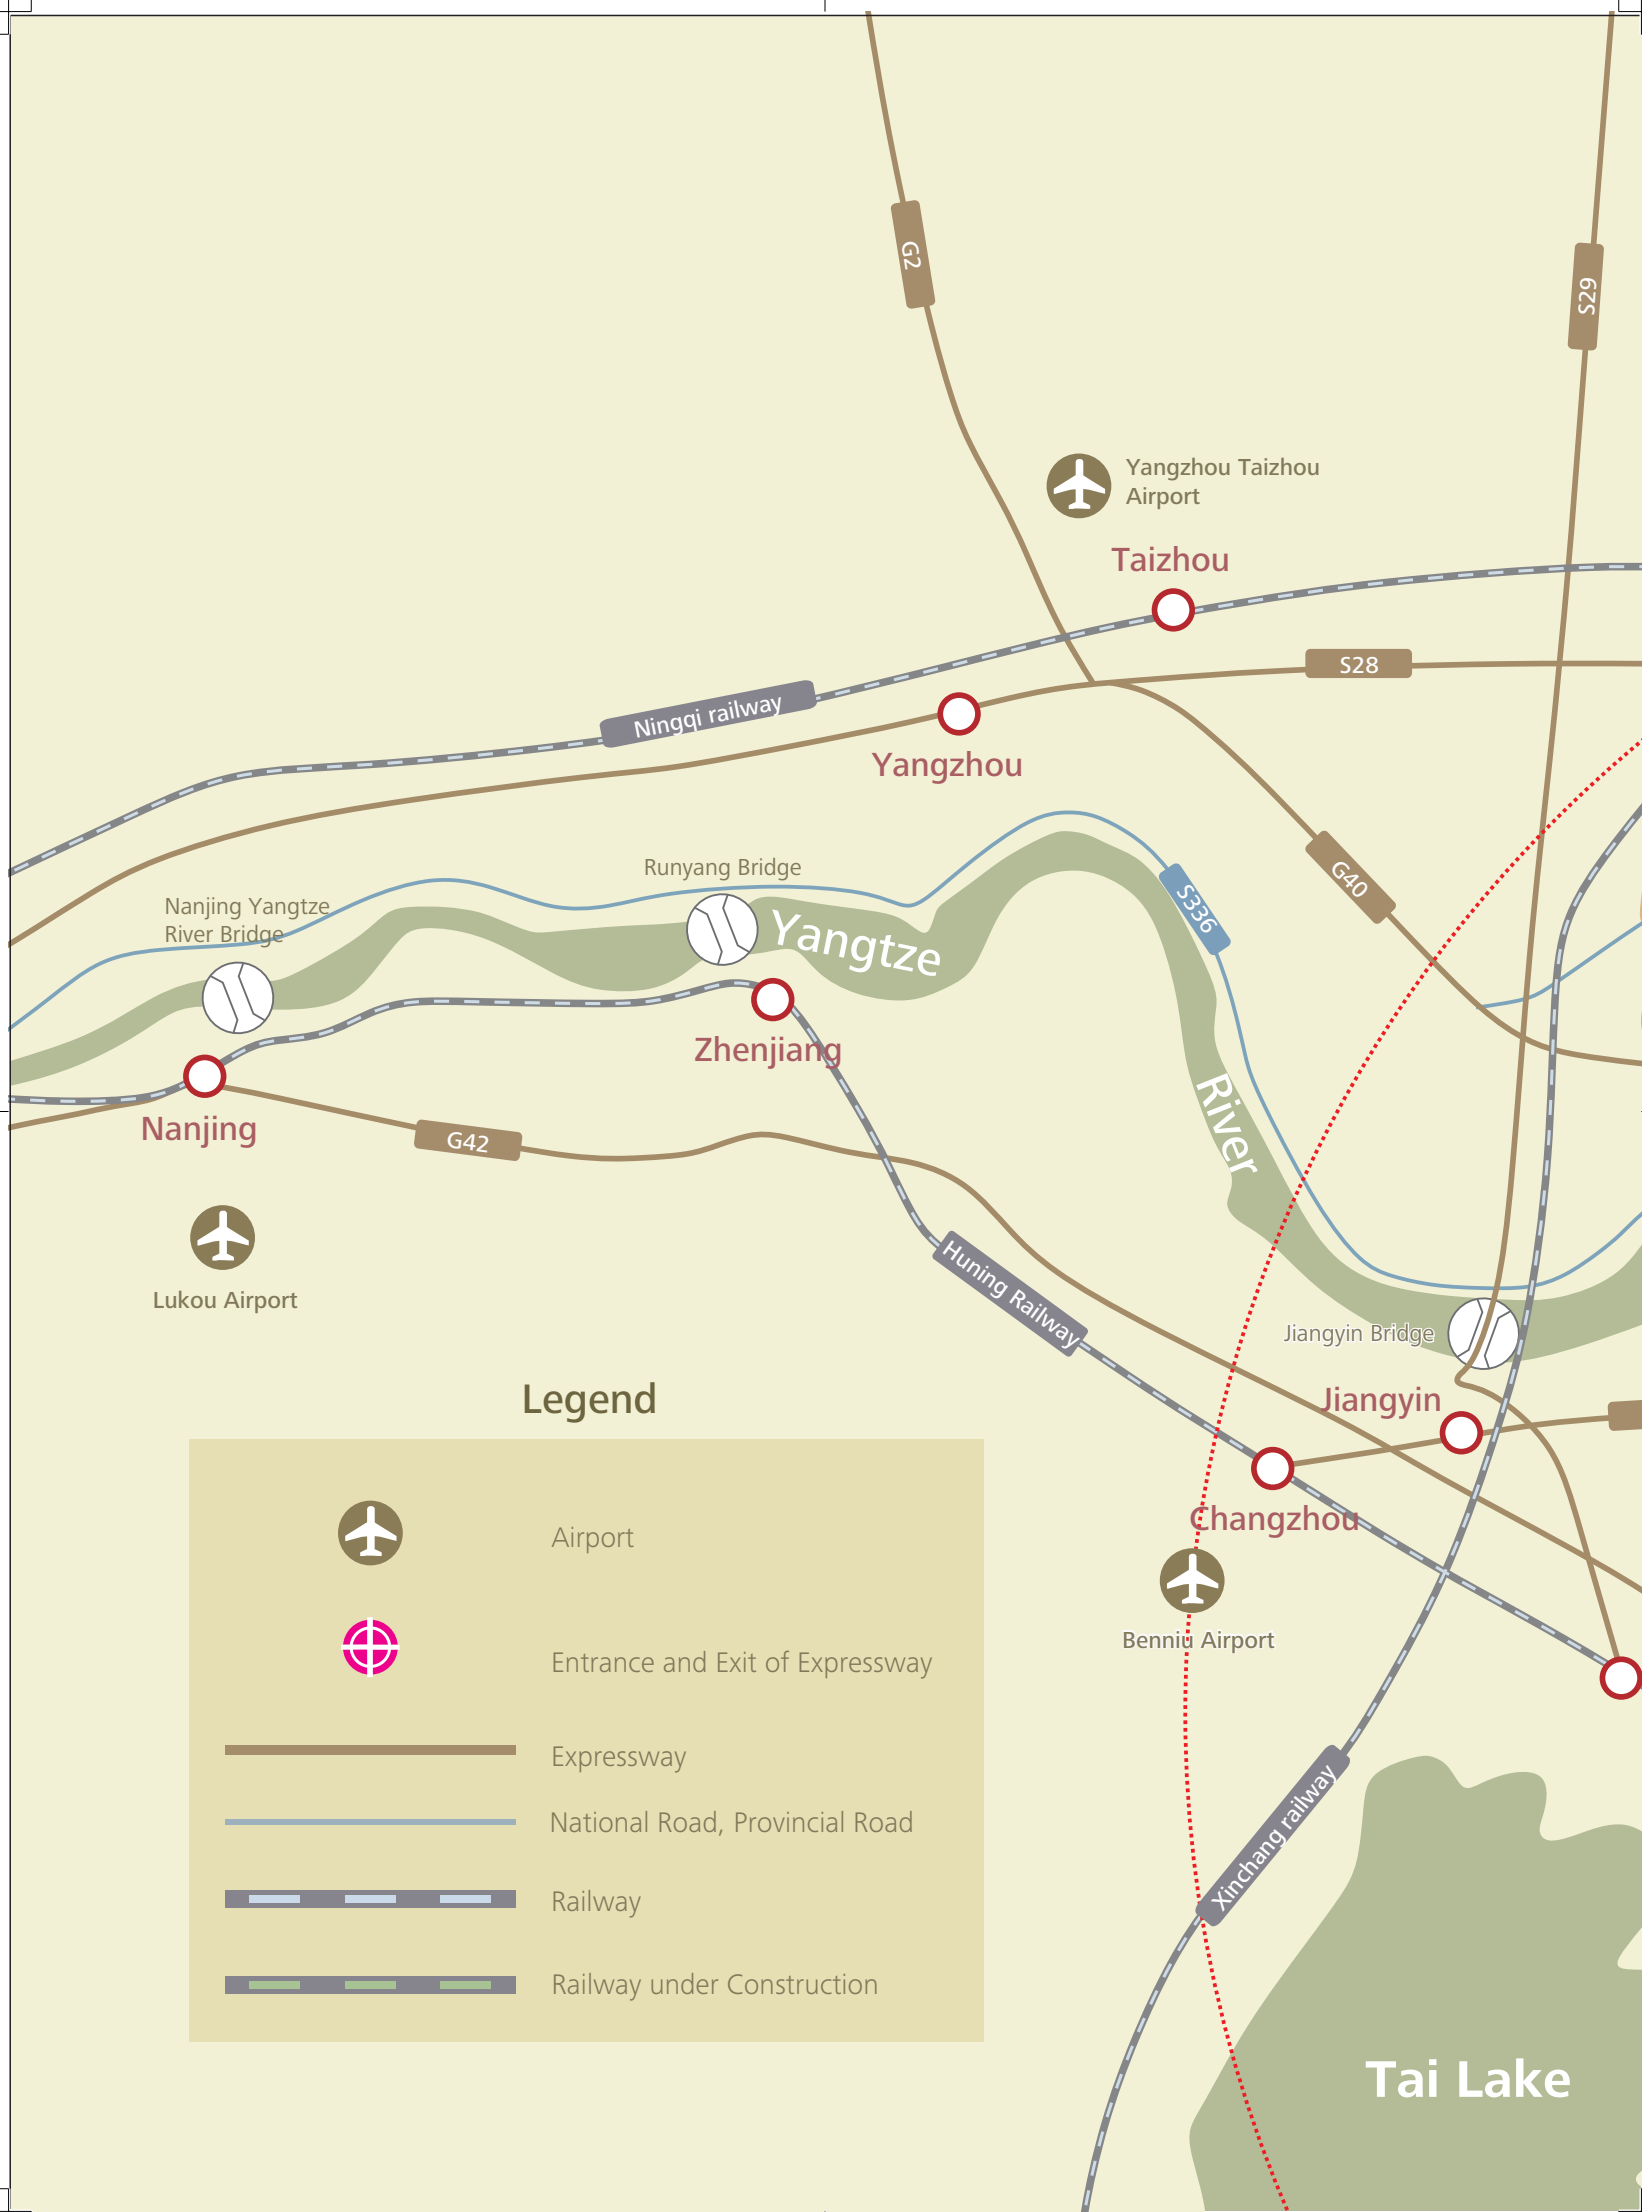 G2
S29
Yangzhou Taizhou
Airport
Taizhou
S28
Ningqi railway
Yangzhou
Runyang Bridge
G40
Nanjing Yangtze
River Bridge
S336
Yangtze
Zhenjiang
River
Nanjing
G42
Lukou Airport
Huning Railway
Jiangyin Bridge
Jiangyin
Changzhou
Benniu Airport
Legend
Airport
Entrance and Exit of Expressway
Expressway
National Road, Provincial Road
Railway
Railway under Construction
Xinchang railway
Tai Lake